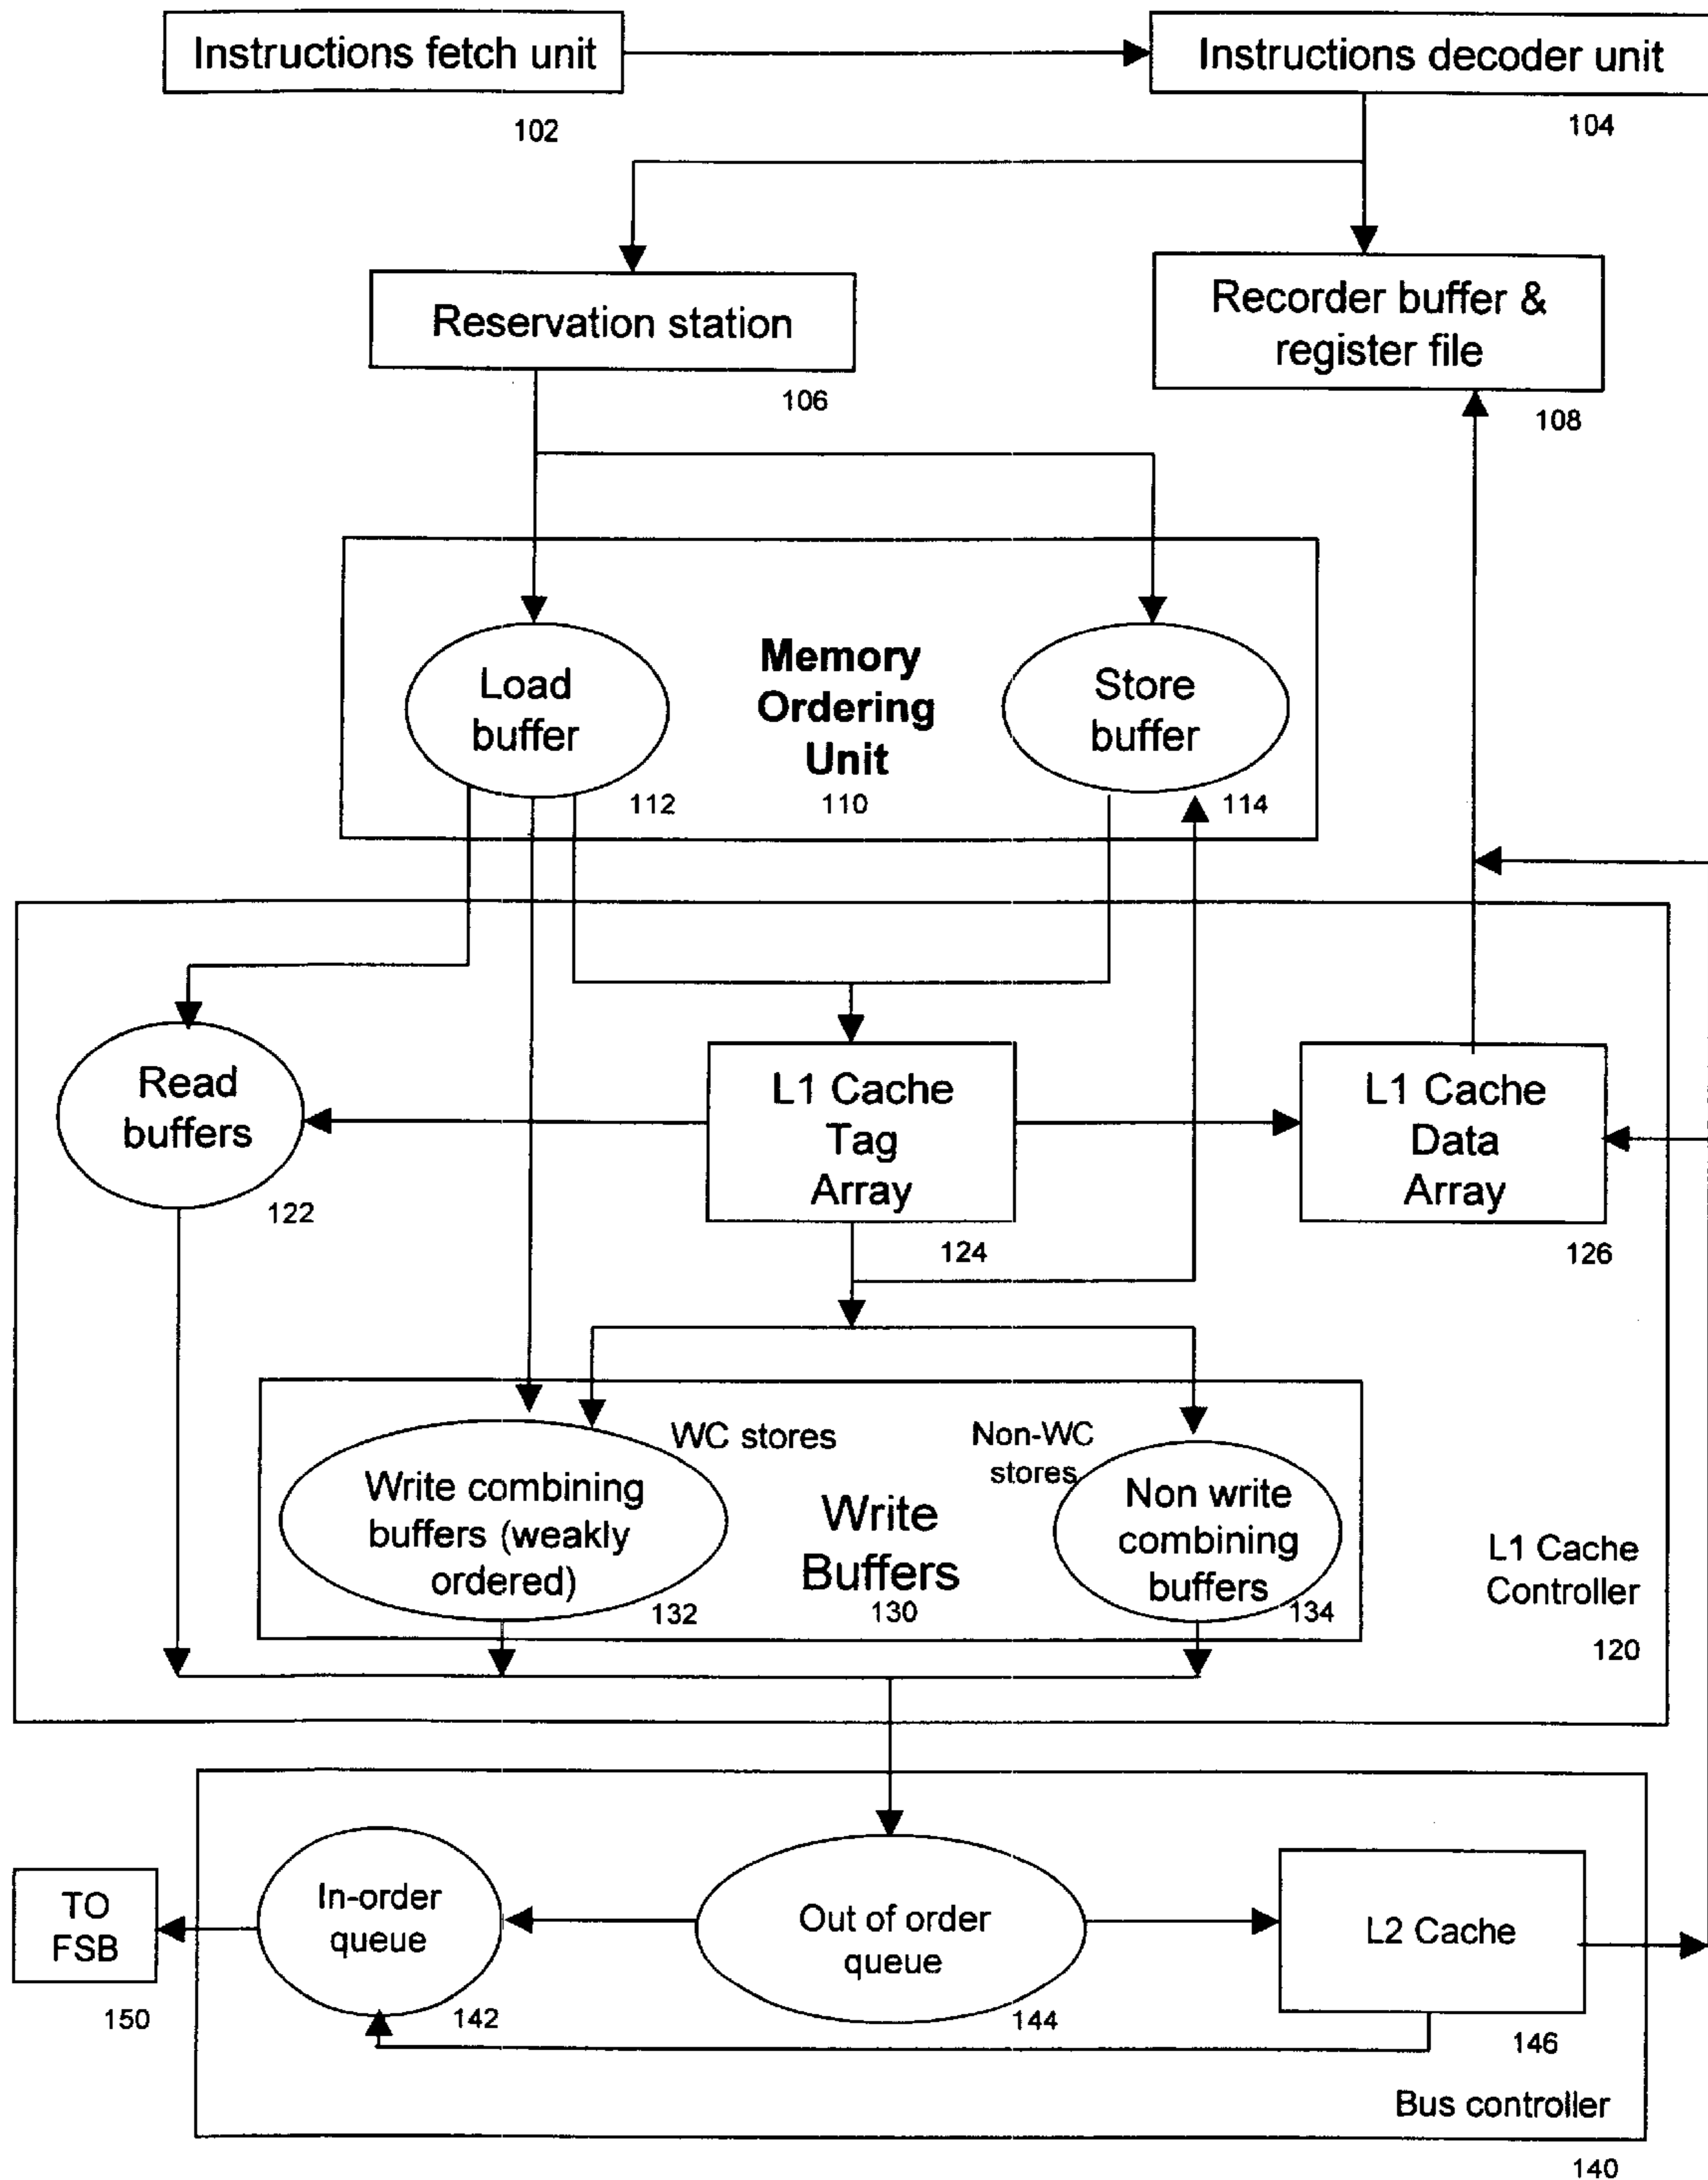 Instructions fetch unit
102
Instructions decoder unit
104
Reservation station
106
Recorder buffer &
register file
108
Load
buffer
112
Memory
Ordering
Unit
110
Store
buffer
114
Read
buffers
122
L1 Cache
Tag
Array
124
L1 Cache
Data
Array
126
WC stores
Non-WC
stores
Write combining
buffers (weakly
ordered)
132
Write
Buffers
130
Non write
combining
buffers
134
L1 Cache
Controller
120
TO
FSB
150
In-order
queue
142
Out of order
queue
144
L2 Cache
146
Bus controller
140